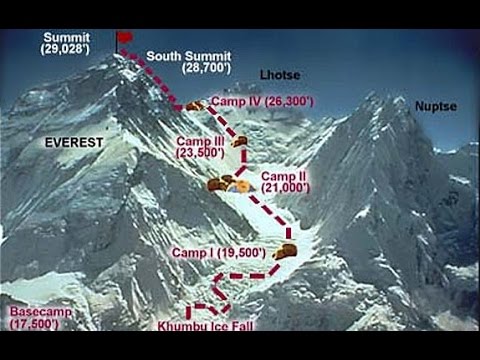 Summit
(29,028')
South Summit
(28,700')
Lhotse
Camp IV (26,300')
Nuptse
EVEREST
Camp III
(23,500')
Camp II
(21,000')
Camp I (19,500')
Basecamp
(17,500')
Khumbu Ice Fall